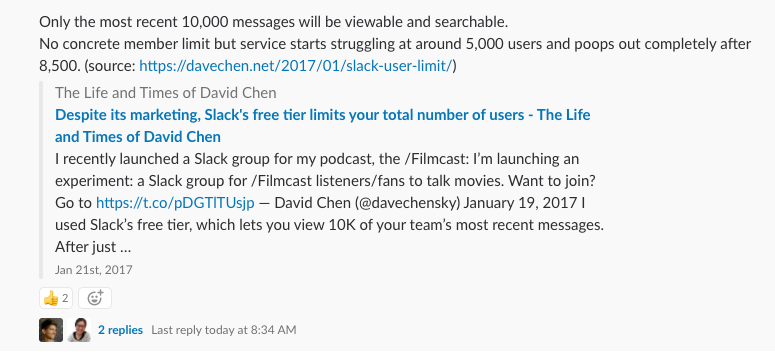 Only the most recent 10,000 messages will be viewable and searchable.
No concrete member limit but service starts struggling at around 5,000 users and poops out completely after
8,500. (source: https://davechen.net/2017/01/slack-user-limit/)
The Life and Times of David Chen
Despite its marketing, Slack's free tier limits your total number of users - The Life
and Times of David Chen
I recently launched a Slack group for my podcast, the /Filmcast: I’m launching an
experiment: a Slack group for /Filmcast listeners/fans to talk movies. Want to join?
Go to https://t.co/pDGTlTUsjp — David Chen (@davechensky) January 19, 2017 I
used Slack’s free tier, which lets you view 10K of your team’s most recent messages.
After just ...
Jan 21st, 2017
2
2 replies Last reply today at 8:34 AM